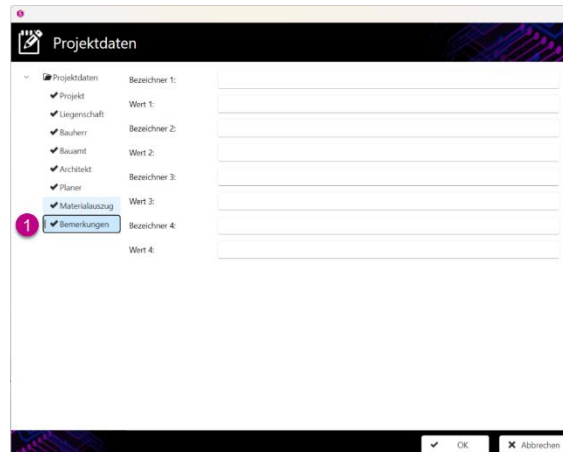 Projektdaten
Projektdaten
Projekt
Liegenschaft
Bauherr
Bauamt
Architekt
Planer
Materialauszug
1
Bemerkungen
Bezeichner 1:
Wert 1:
Bezeichner 2:
Wert 2:
Bezeichner 3:
Wert 3:
Bezeichner 4:
Wert 4:
OK
Abbrechen